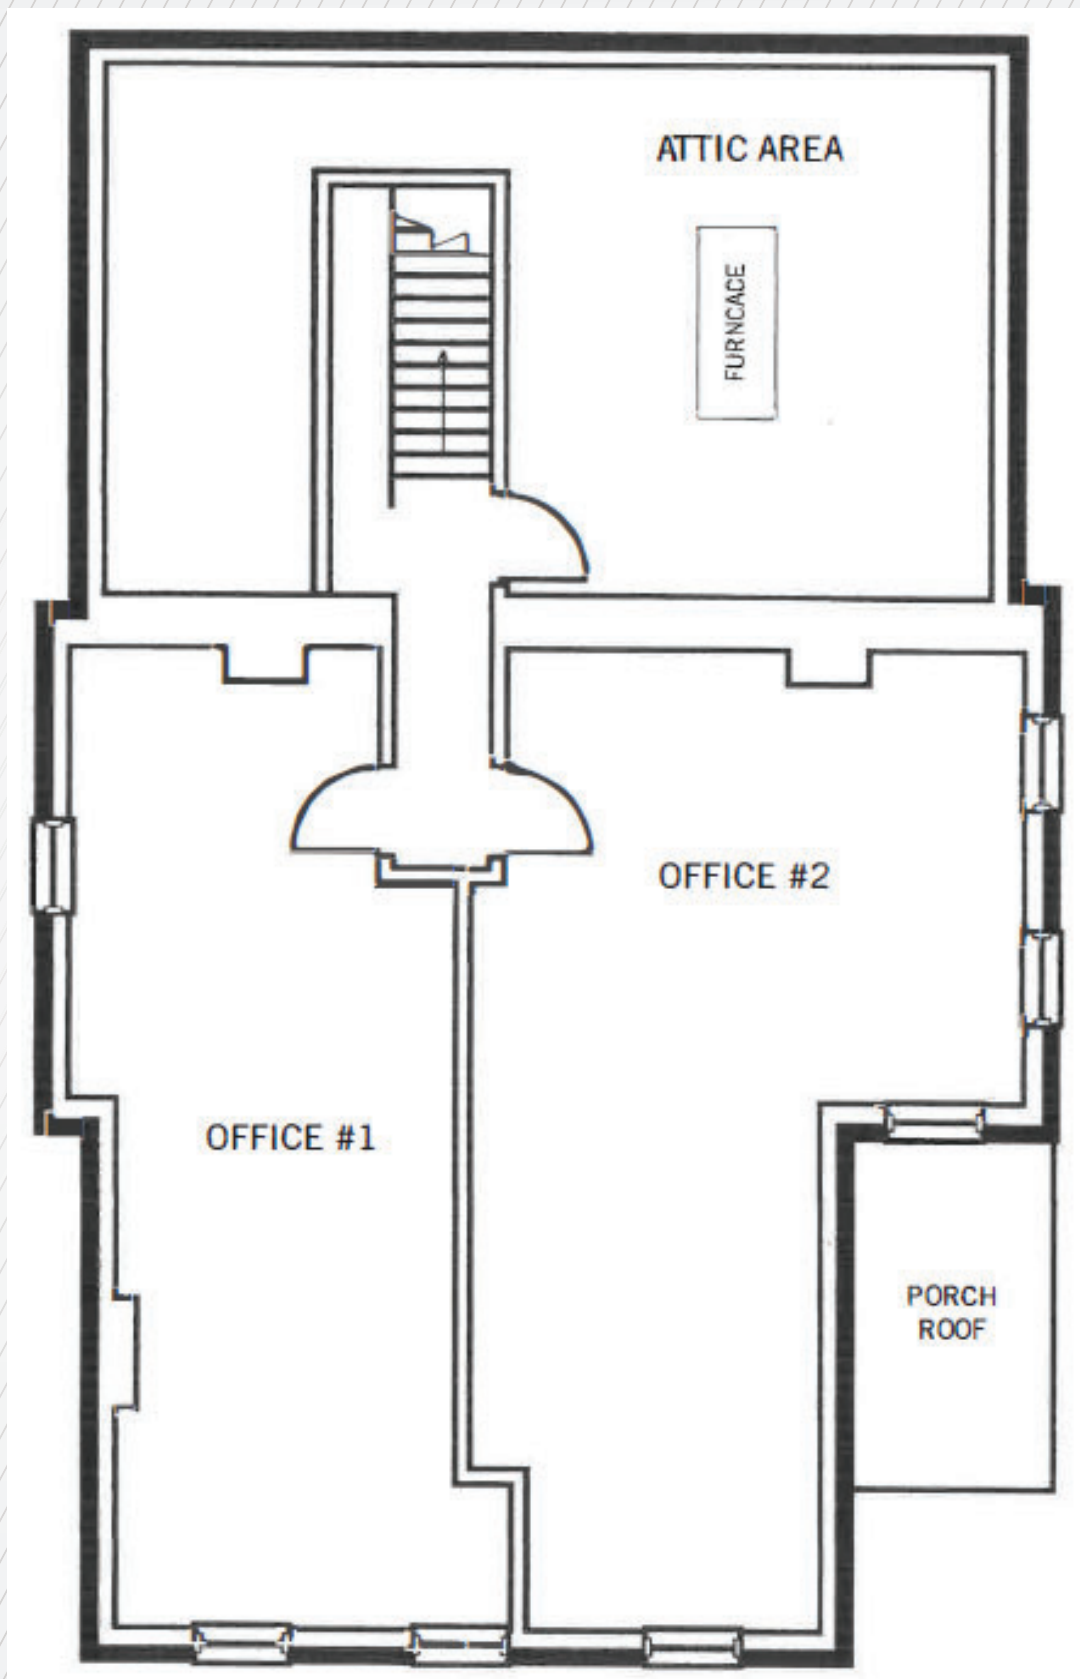 ATTIC AREA
FURNCACE
OFFICE #2
OFFICE #1
PORCH
ROOF